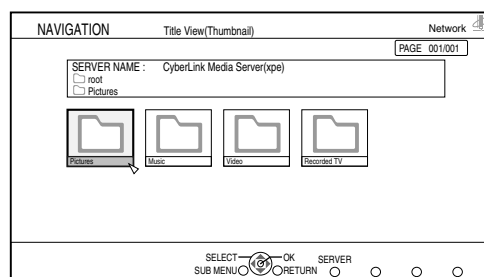 NAVIGATION Title View(Thumbnail) Network
PAGE 001/001
SERVER NAME : CyberLink Media Server(xpe)
root
Pictures
Pictures Music Video Recorded TV
SELECT OK SERVER
SUB MENU RETURN